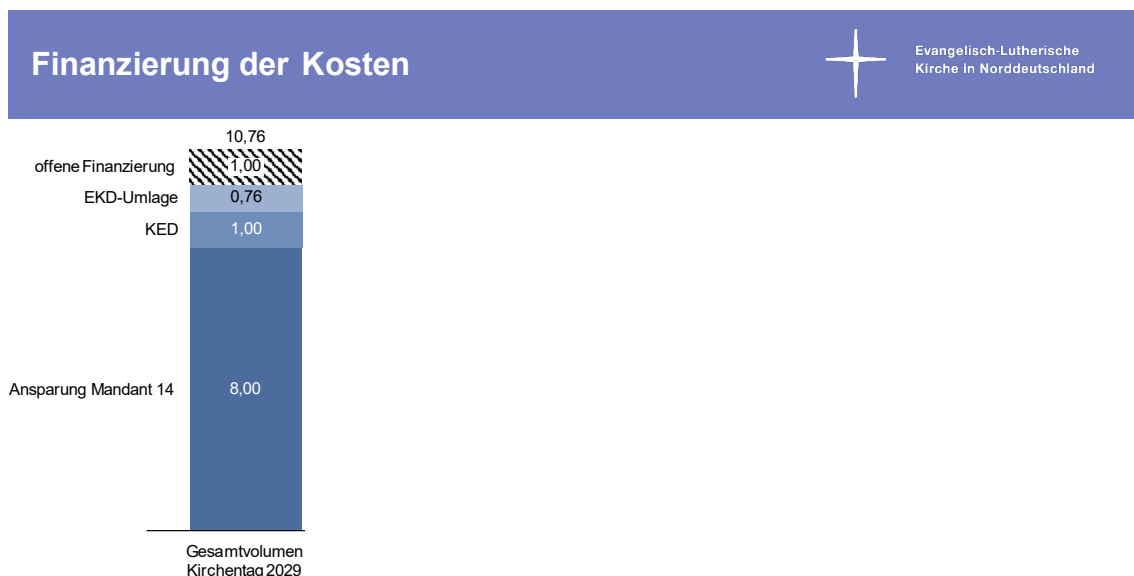 Finanzierung der Kosten
Evangelisch-Lutherische
Kirche in Norddeutschland
10,76
offene Finanzierung 1,00
EKD-Umlage 0,76
KED 1,00
Ansparung Mandant 14 8,00
Gesamtvolumen
Kirchentag 2029